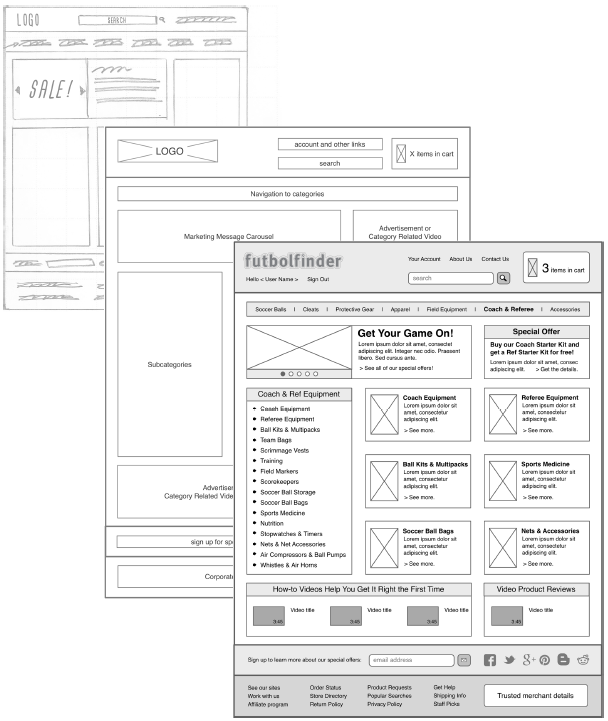 LOGO
SEARCH
SALE!
LOGO
account and other links
search
X items in cart
Navigation to categories
Marketing Message Carousel
Advertisement or
Category Related Video
Subcategories
Advertiser
Category Related Vide
sign up for spe
Corporate
futbolfinder
Your Account About Us Contact Us
Hello < User Name > Sign Out
search
3 items in cart
Soccer Balls | Cleats | Protective Gear | Apparel | Field Equipment | Coach & Referee | Accessories
Get Your Game On!
Lorem ipsum dolor sit amet, consectet
adipiscing elit. Integer nec odio. Praesent
libero. Sed cursus ante.
> See all of our special offers!
Special Offer
Buy our Coach Starter Kit and
get a Ref Starter Kit for free!
Lorem ipsum dolor sit amet, consec
adipiscing elit. > Get the details.
Coach & Ref Equipment
Coach Equipment
Referee Equipment
Ball Kits & Multipacks
Team Bags
Scrimmage Vests
Training
Field Markers
Scorekeepers
Soccer Ball Storage
Soccer Ball Bags
Sports Medicine
Nutrition
Stopwatches & Timers
Nets & Net Accessories
Air Compressors & Ball Pumps
Whistles & Air Horns
Coach Equipment
Lorem ipsum dolor sit
amet, consectetur
adipiscing elit.
> See more.
Referee Equipment
Lorem ipsum dolor sit
amet, consectetur
adipiscing elit.
> See more.
Ball Kits & Multipacks
Lorem ipsum dolor sit
amet, consectetur
adipiscing elit.
> See more.
Sports Medicine
Lorem ipsum dolor sit
amet, consectetur
adipiscing elit.
> See more.
Soccer Ball Bags
Lorem ipsum dolor sit
amet, consectetur
adipiscing elit.
> See more.
Nets & Accessories
Lorem ipsum dolor sit
amet, consectetur
adipiscing elit.
> See more.
How-to Videos Help You Get It Right the First Time
3:45 Video title
3:45 Video title
3:45 Video title
Video Product Reviews
3:45 Video title
Sign up to learn more about our special offers:
email address
See our sites
Work with us
Affiliate program
Order Status
Store Directory
Return Policy
Product Requests
Popular Searches
Privacy Policy
Get Help
Shipping Info
Staff Picks
Trusted merchant details